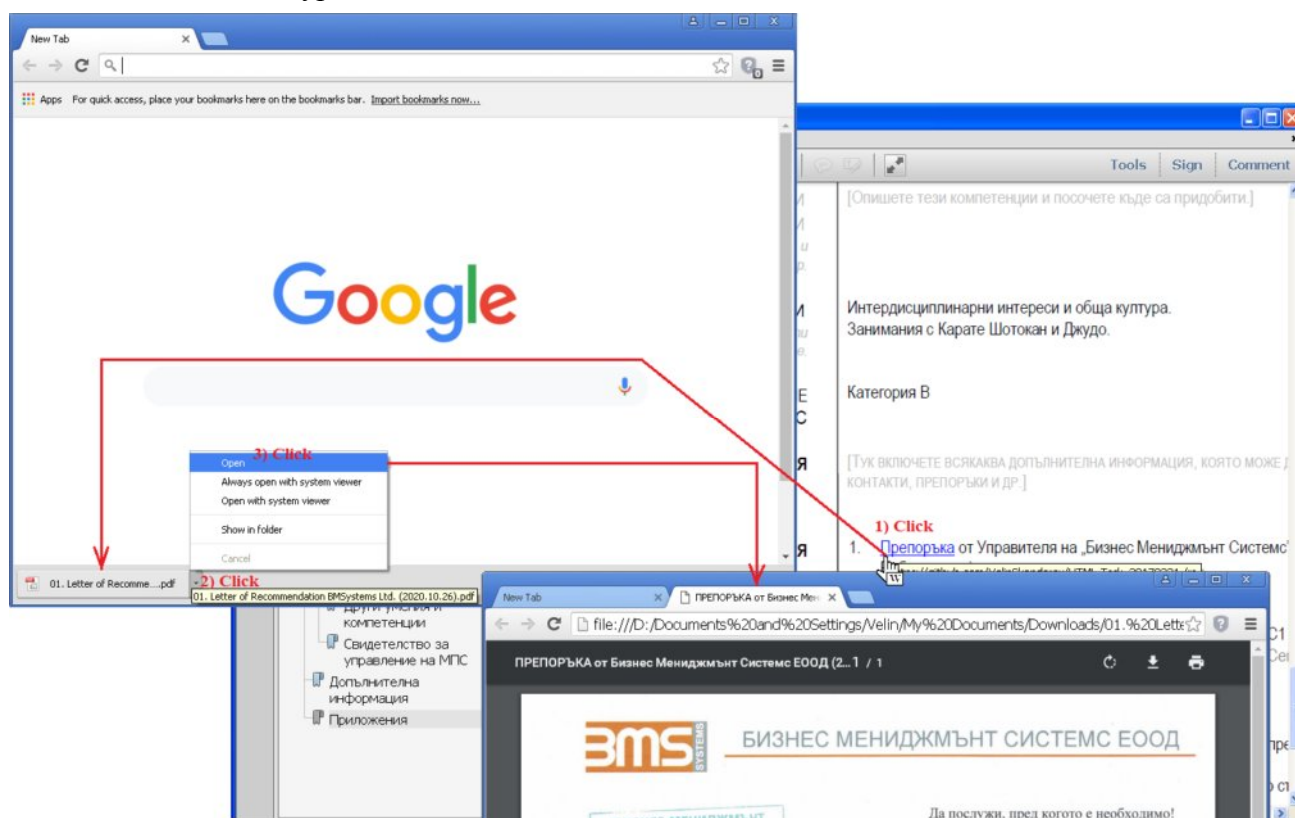 New Tab
Apps For quick access, place your bookmarks here on the bookmarks bar. Import bookmarks now...
Google
3) Click
Open
Always open with system viewer
Open with system viewer
Show in folder
Cancel
01. Letter of Recomme....pdf
2) Click
01. Letter of Recommendation BMSystems Ltd. (2020.10.26).pdf
Tools Sign Comment
[Опишете тези компетенции и посочете къде са придобити.]
Интердисциплинарни интереси и обща култура.
Занимания с Карате Шотокан и Джудо.
Категория В
[Тук включете всякаква допълнителна информация, която може
контакти, препоръки и др.]
1) Click
1. Препоръка от Управителя на „Бизнес Мениджмънт Системс"
Други умения и
компетенции
Свидетелство за
управление на МПС
Допълнителна
информация
Приложения
New Tab
ПРЕПОРЪКА от Бизнес Мен
file:///D:/Documents%20and%20Settings/Velin/My%20Documents/Downloads/01.%20Lette
ПРЕПОРЪКА от Бизнес Мениджмънт Системс ЕООД (2... 1 / 1
BMS SYSTEMS
БИЗНЕС МЕНИДЖМЪНТ СИСТЕМС ЕООД
Да послужи, пред когото е необходимо!